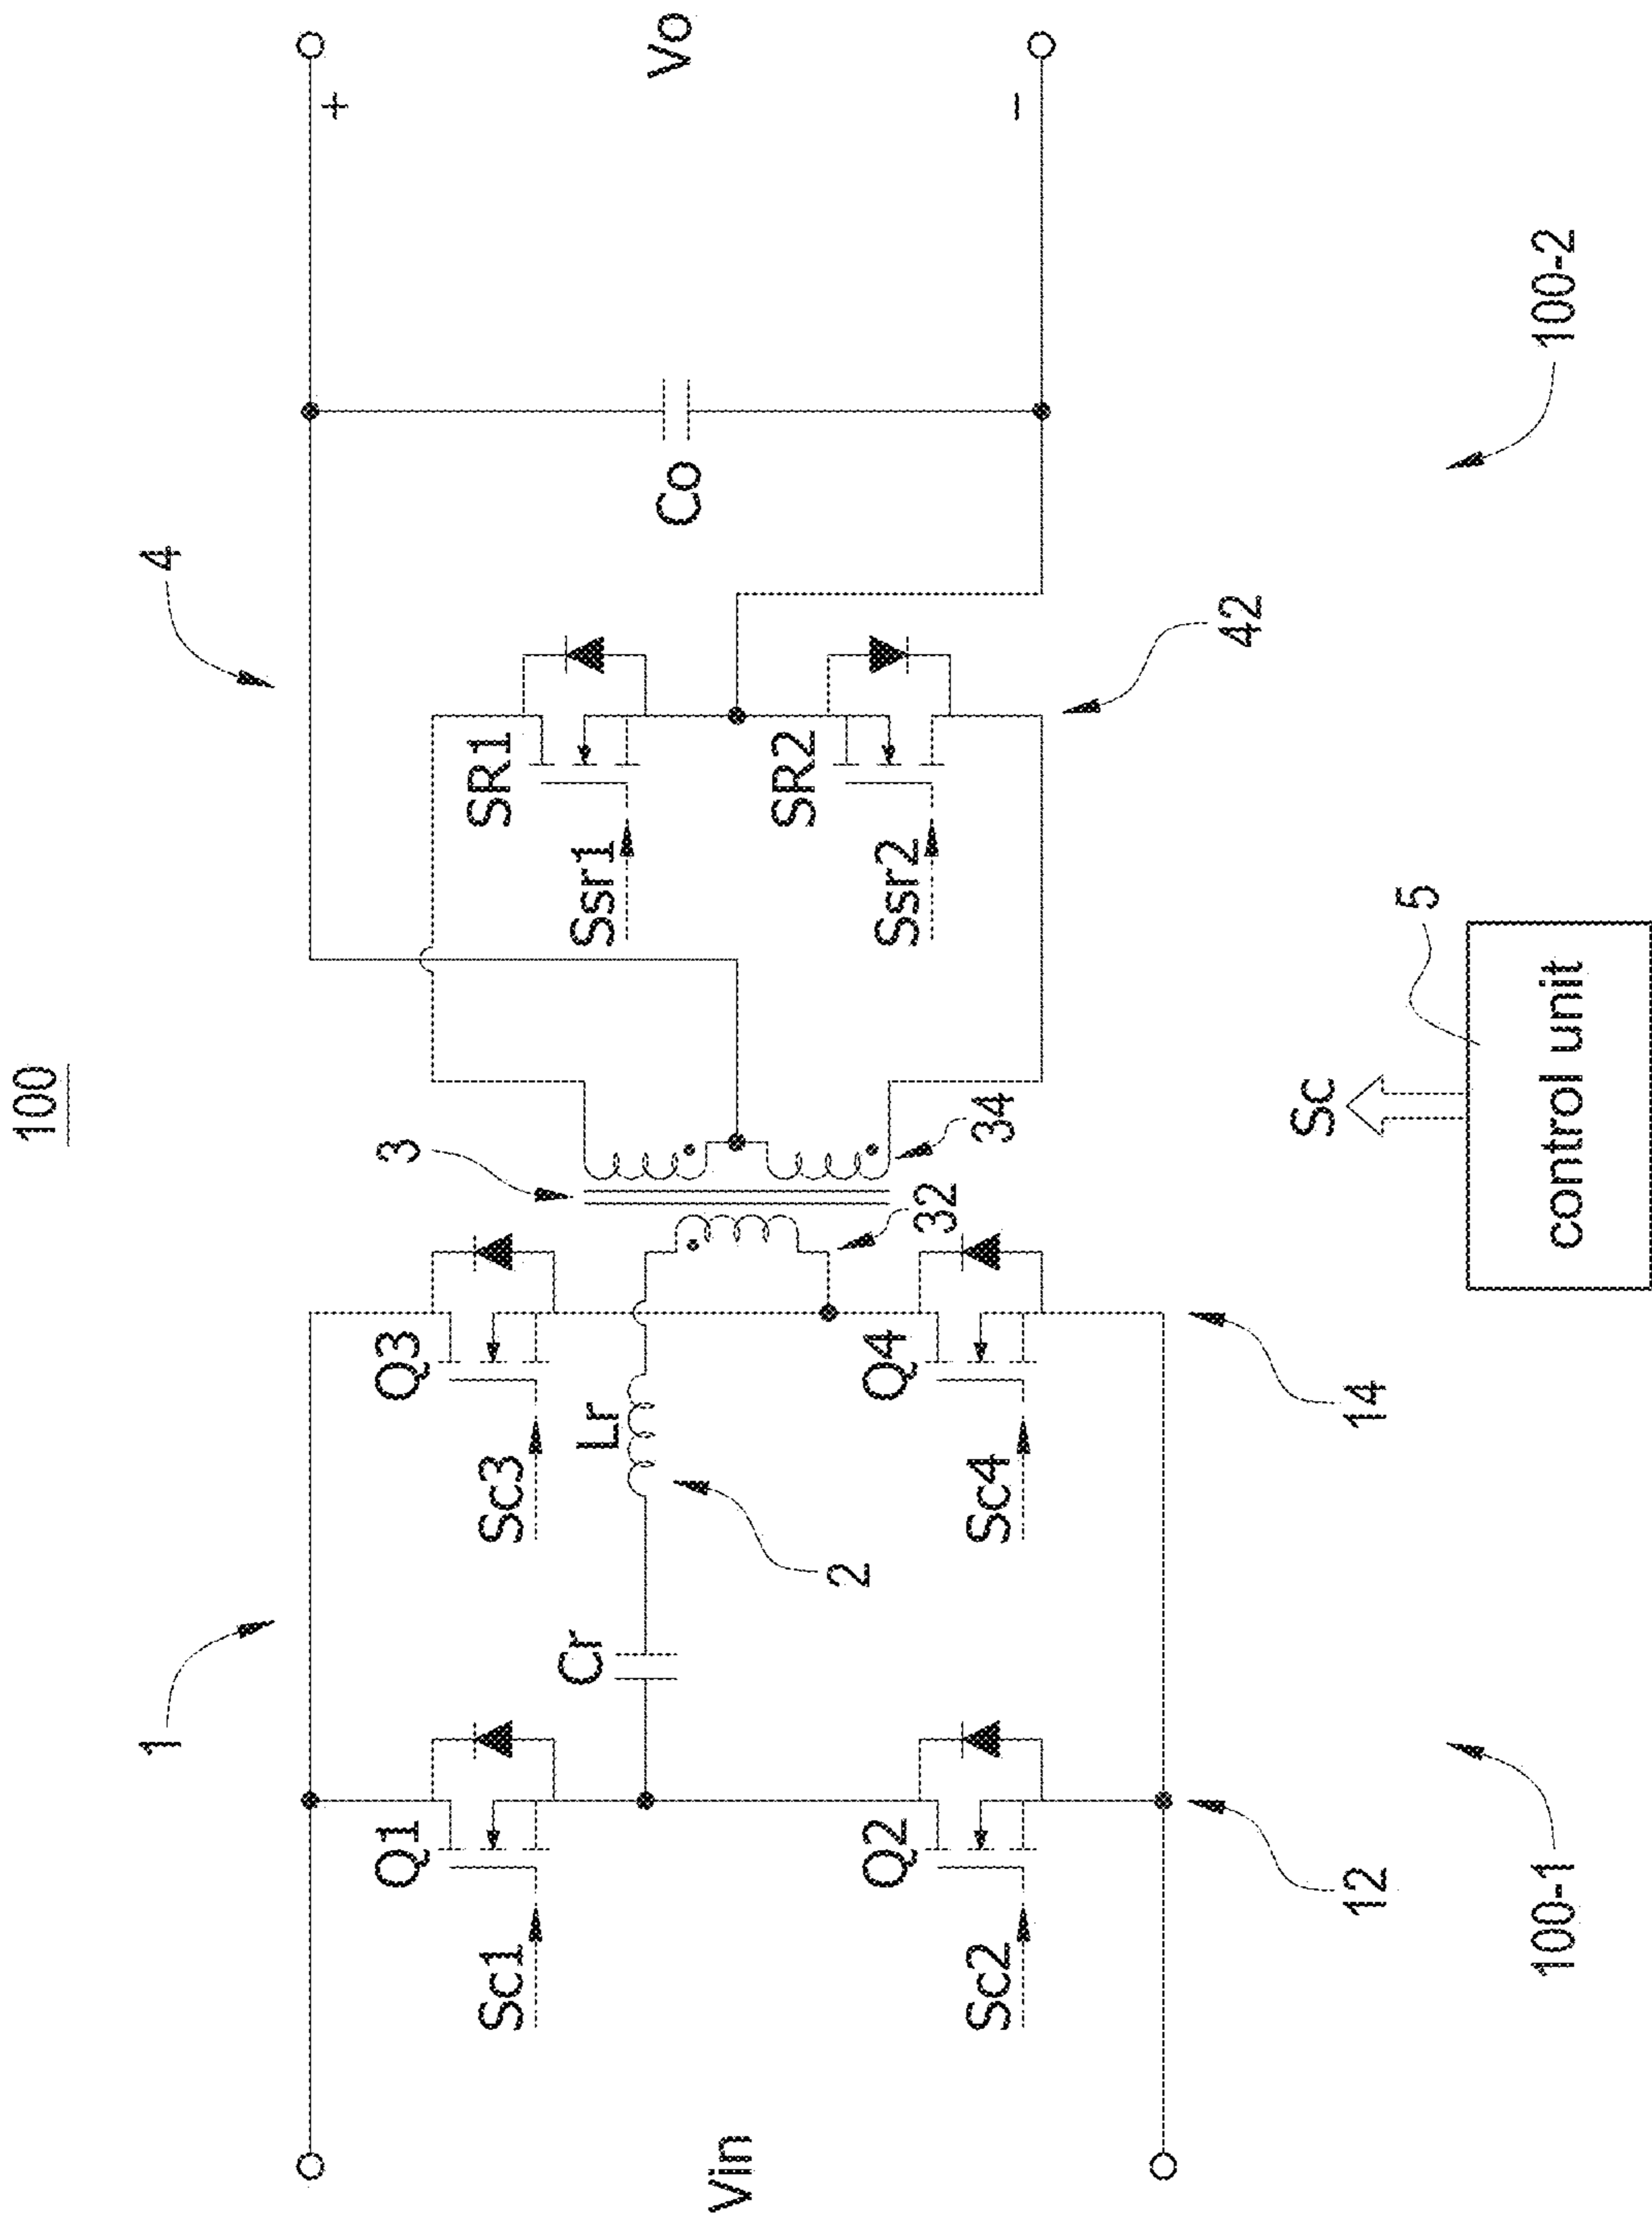 100
1
4
3
Q1
Q3
Sc1
Sc3
Cr
Lr
2
SR1
Ssr1
Co
+
Vo
−
Vin
Q2
Q4
Sc2
Sc4
32
34
SR2
Ssr2
12
14
42
Sc
5
control unit
100-1
100-2